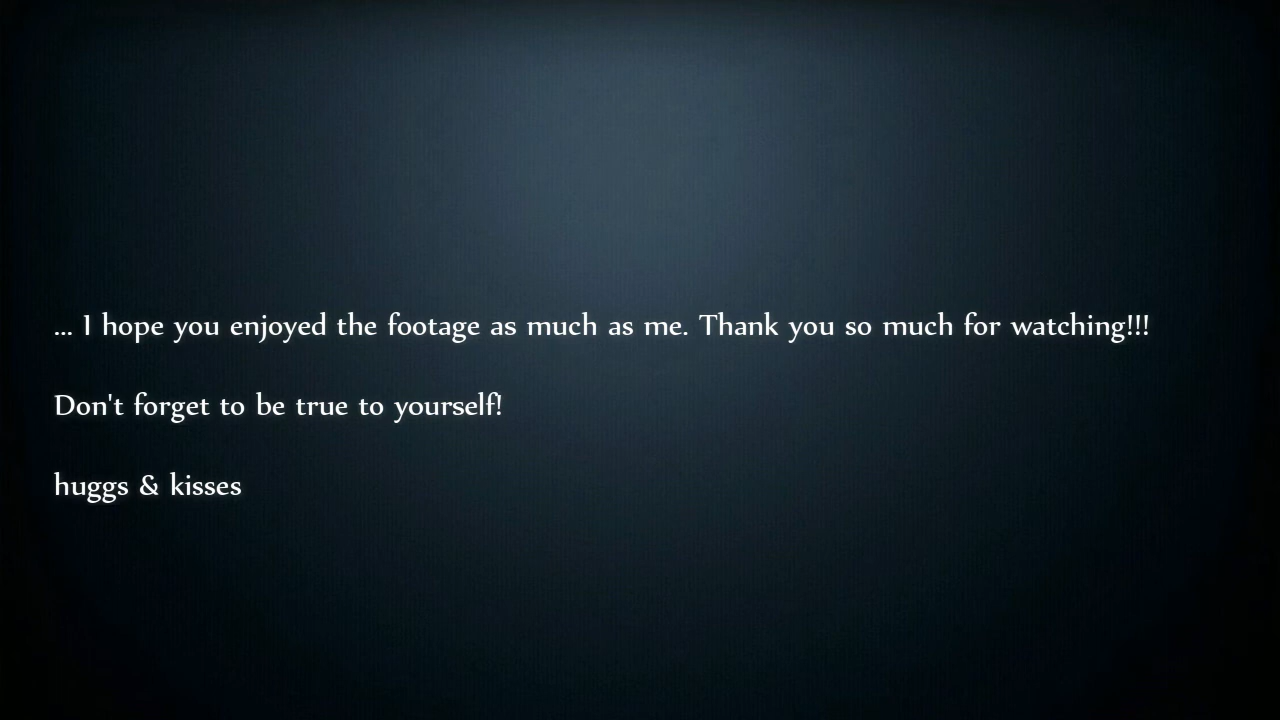 ... I hope you enjoyed the footage as much as me. Thank you so much for watching!!!
Don't forget to be true to yourself!
huggs & kisses